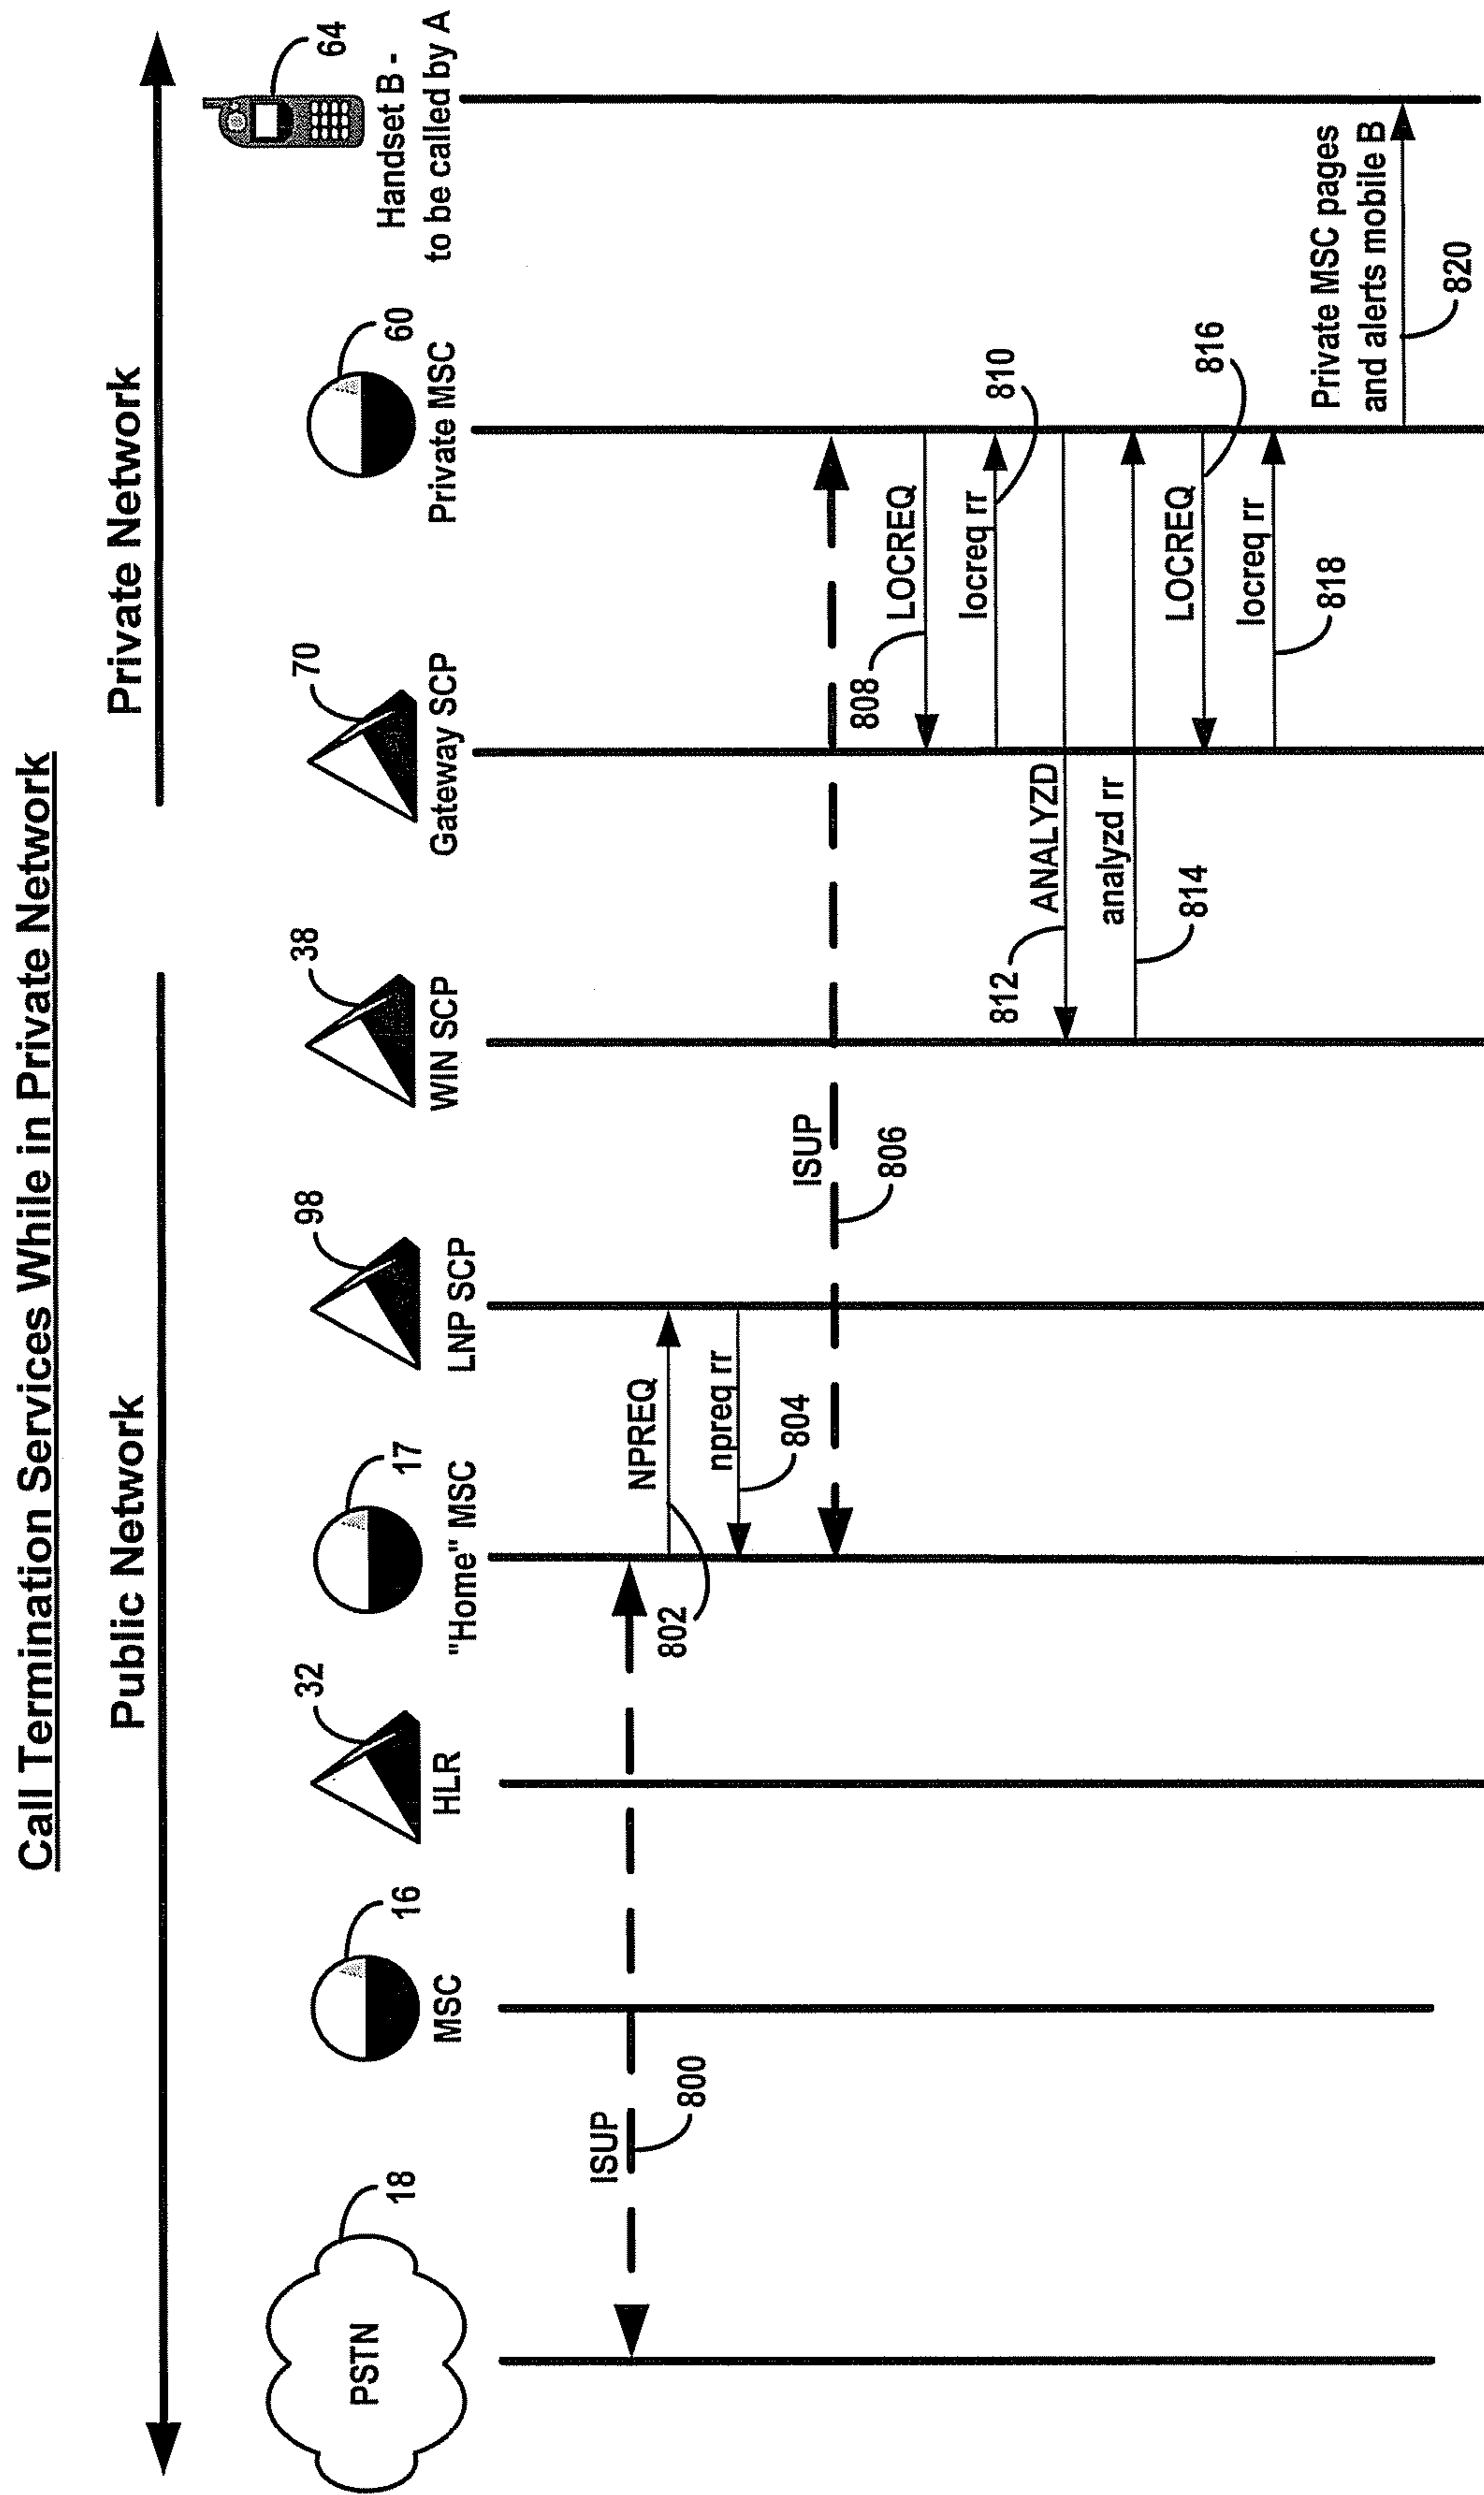 Call Termination Services While in Private Network
Public Network
Private Network
PSTN
18
MSC
16
HLR
32
"Home" MSC
17
LNP SCP
98
WIN SCP
38
Gateway SCP
70
Private MSC
60
Handset B -
to be called by A
64
ISUP
800
NPREQ
802
npreq rr
804
ISUP
806
LOCREQ
808
locreq rr
810
ANALYZD
812
analyzd rr
814
LOCREQ
816
locreq rr
818
Private MSC pages
and alerts mobile B
820